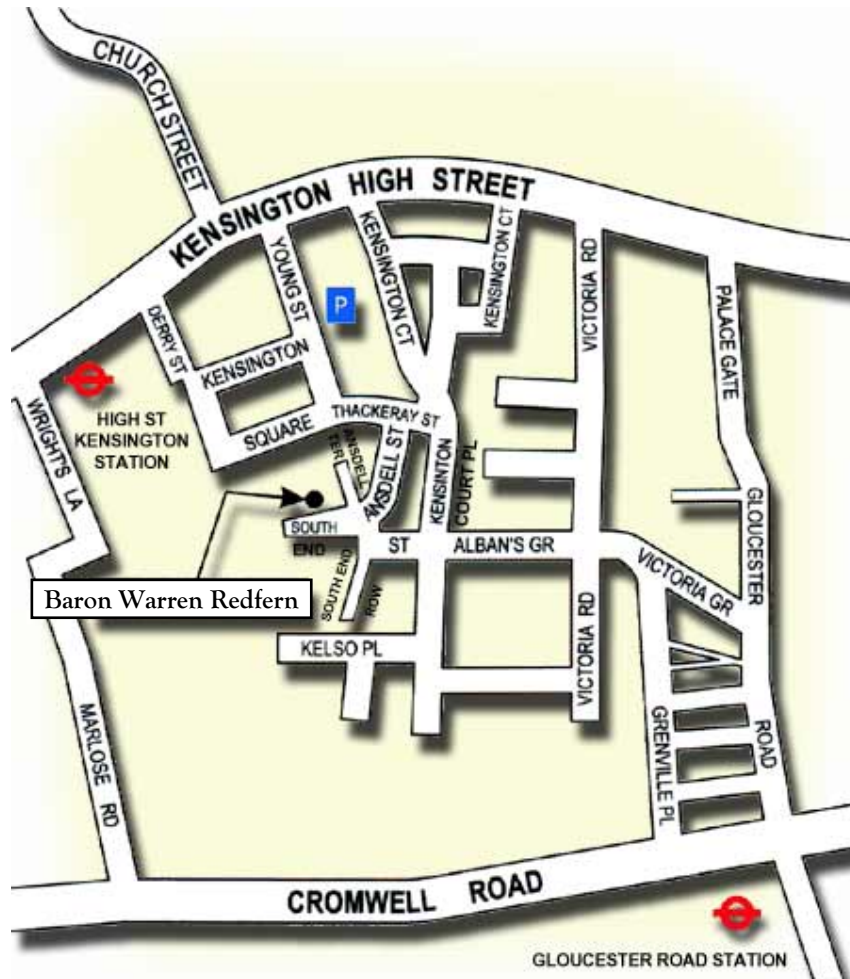 CHURCH STREET
KENSINGTON HIGH STREET
YOUNG ST
KENSINGTON CT
KENSINGTON CT
VICTORIA RD
PALACE GATE
P
DERRY ST
KENSINGTON
SQUARE
HIGH ST
KENSINGTON
STATION
WRIGHT'S LA
THACKERAY ST
ANSDELL
TER
ANSDELL ST
KENSINTON
COURT PL
SOUTH
END
ST ALBAN'S GR
GLOUCESTER
VICTORIA GR
SOUTH END
ROW
Baron Warren Redfern
KELSO PL
VICTORIA RD
MARLOSE RD
GRENVILLE PL
ROAD
CROMWELL ROAD
GLOUCESTER ROAD STATION